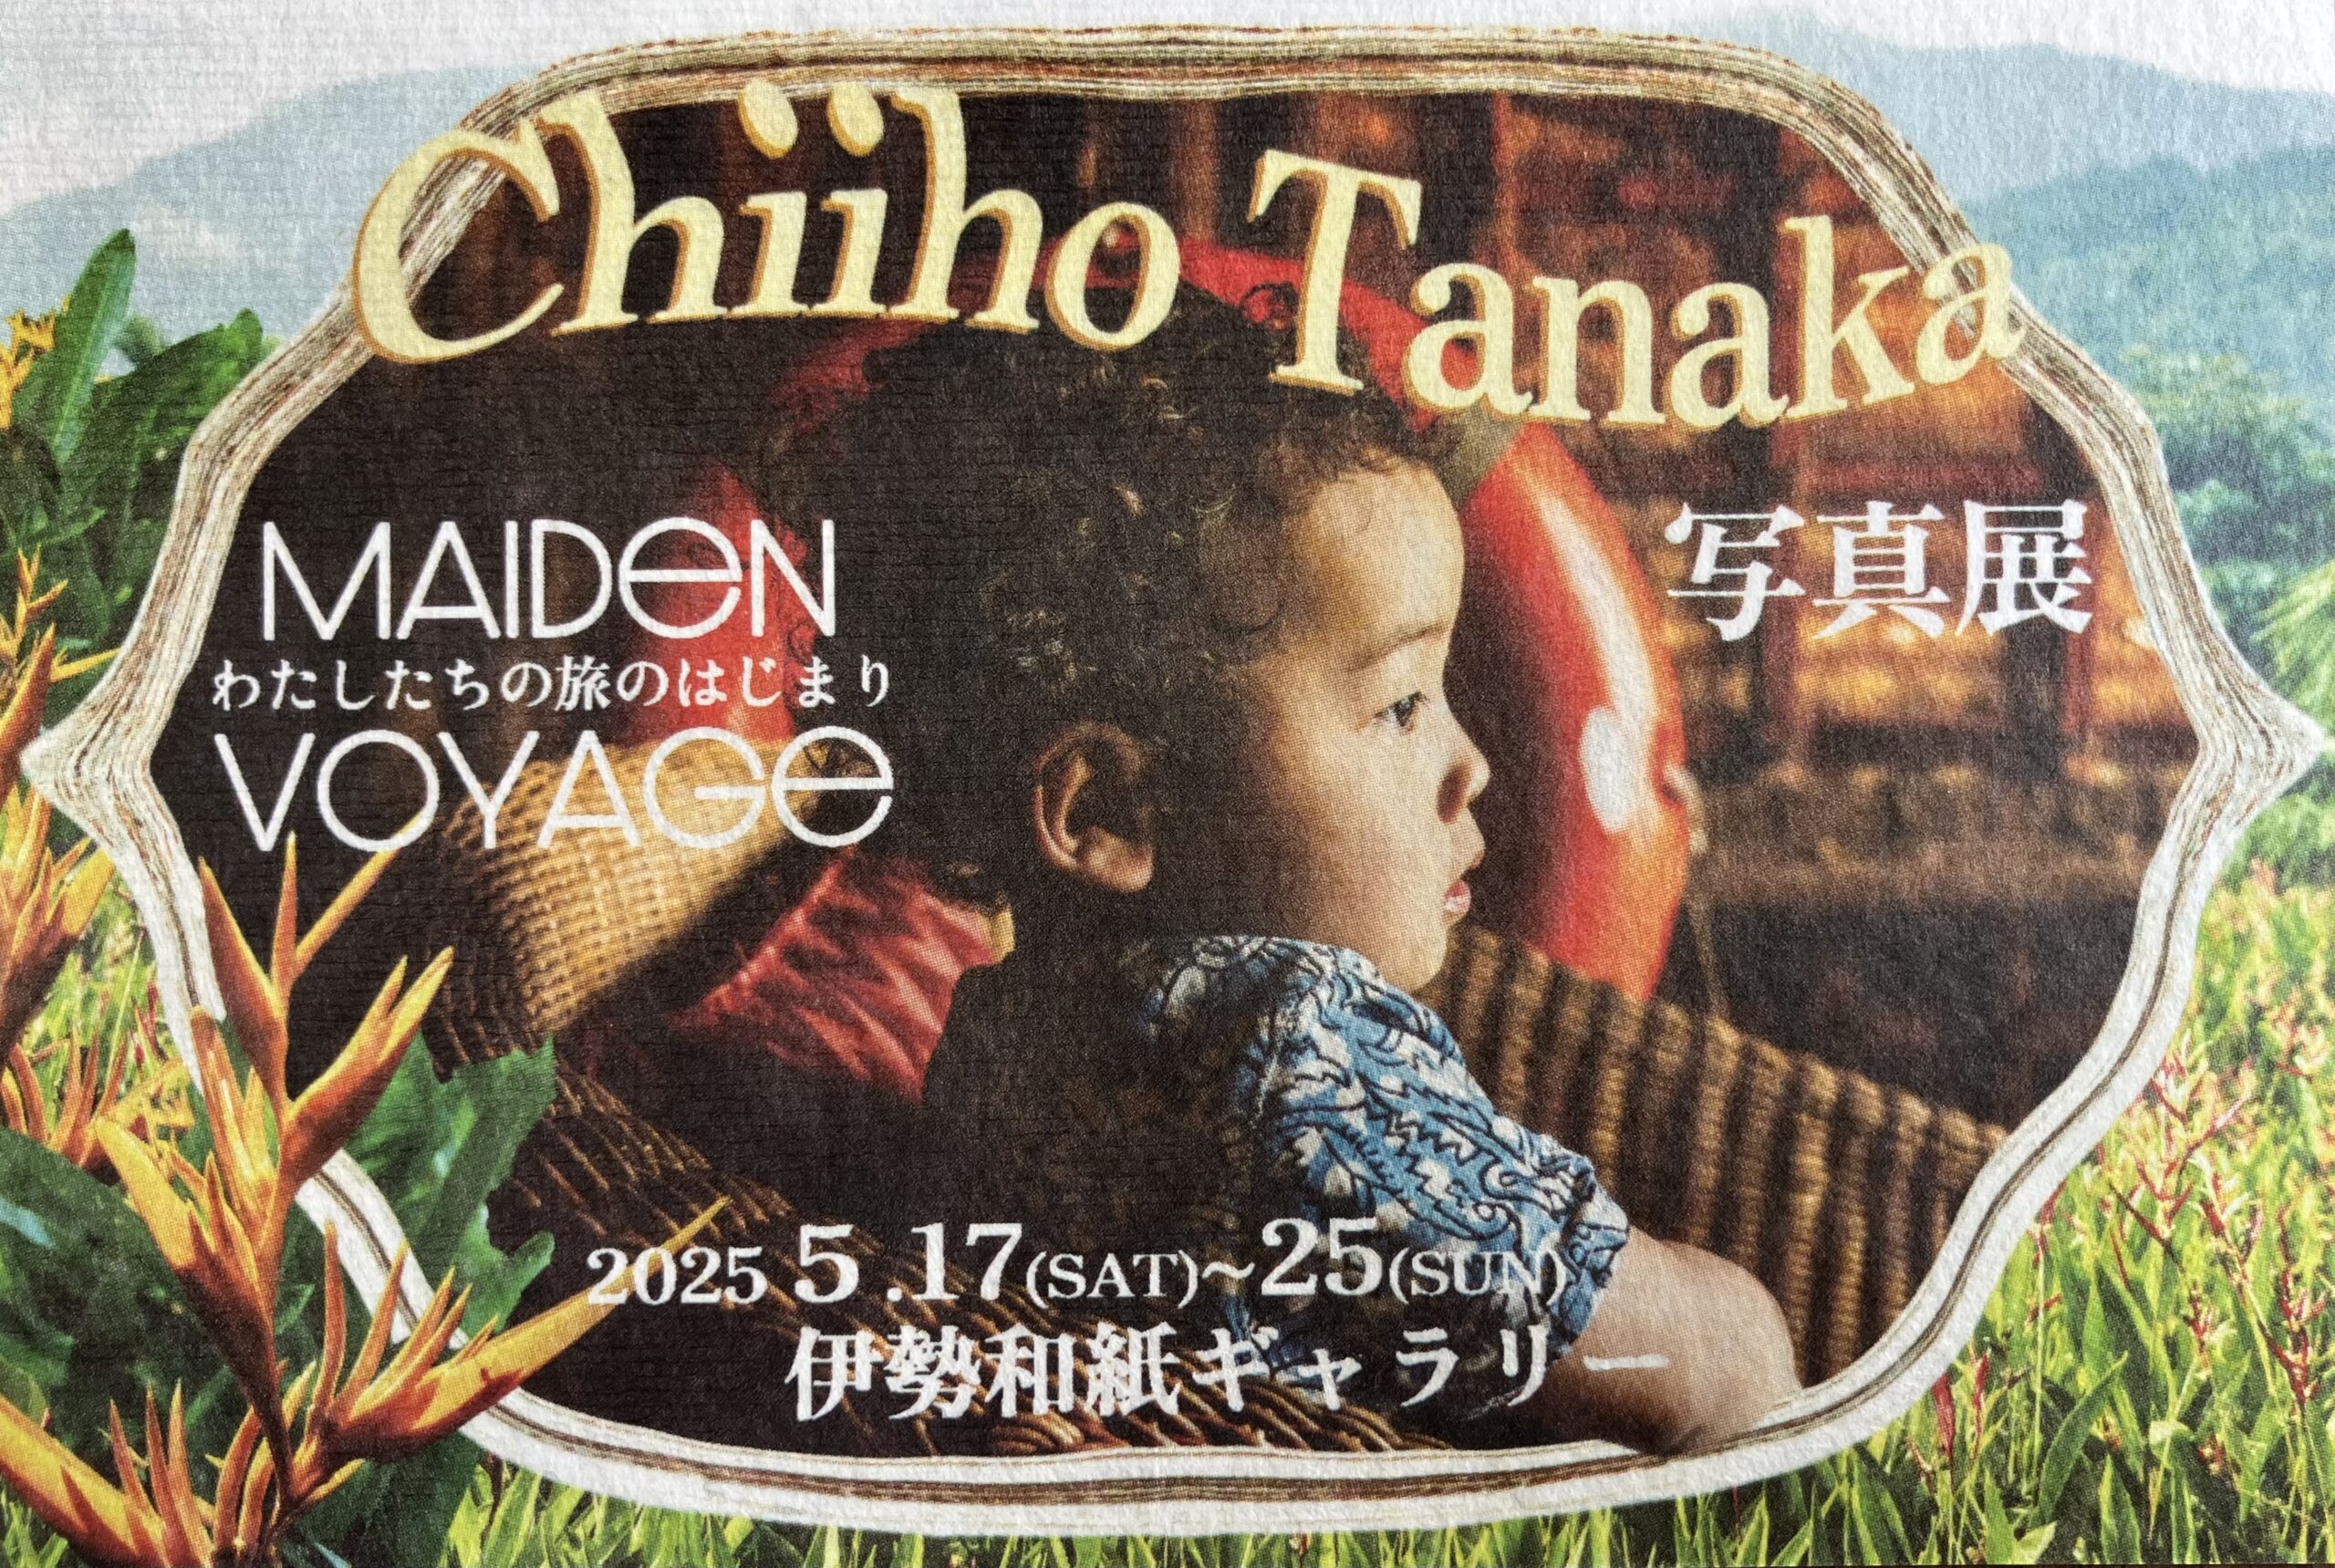 Chiiho Tanaka
写真展
MAIDEN
わたしたちの旅のはじまり
VOYAGE
2025 5.17(SAT)~25(SUN)
伊勢和紙ギャラリー